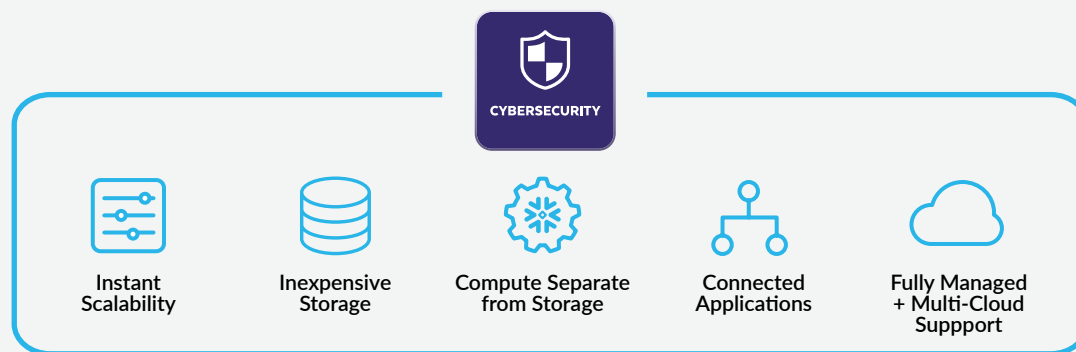 CYBERSECURITY
Instant
Scalability
Inexpensive
Storage
Compute Separate
from Storage
Connected
Applications
Fully Managed
+ Multi-Cloud
Suppport